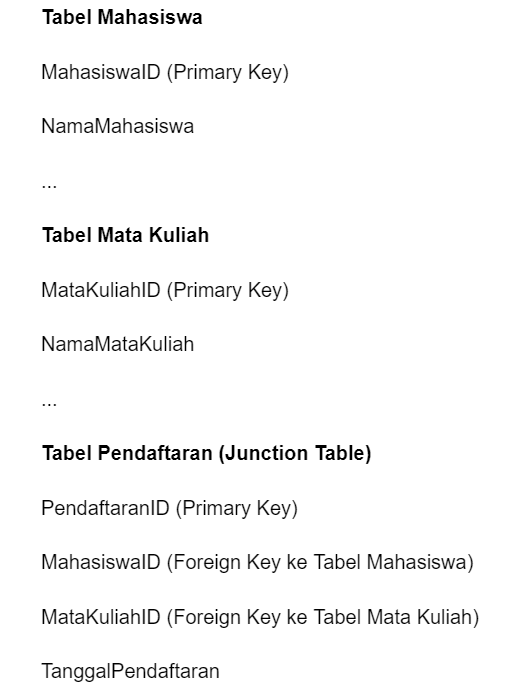 Tabel Mahasiswa
MahasiswaID (Primary Key)
NamaMahasiswa
...
Tabel Mata Kuliah
MataKuliahID (Primary Key)
NamaMataKuliah
...
Tabel Pendaftaran (Junction Table)
PendaftaranID (Primary Key)
MahasiswaID (Foreign Key ke Tabel Mahasiswa)
MataKuliahID (Foreign Key ke Tabel Mata Kuliah)
TanggalPendaftaran